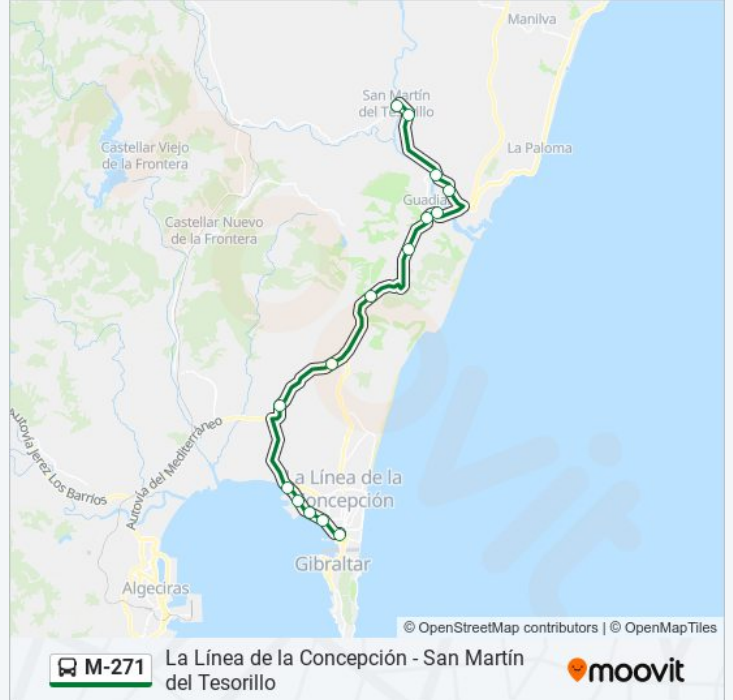 Manilva
San Martín
del Tesorillo
La Paloma
Castellar Viejo
de la Frontera
Guadia
Castellar Nuevo
de la Frontera
Autovía Jerez Los Barrios
Autovía del Mediterráneo
La Línea de la
Concepción
Gibraltar
Algeciras
© OpenStreetMap contributors | © OpenMapTiles
M-271
La Línea de la Concepción - San Martín
del Tesorillo
moovit